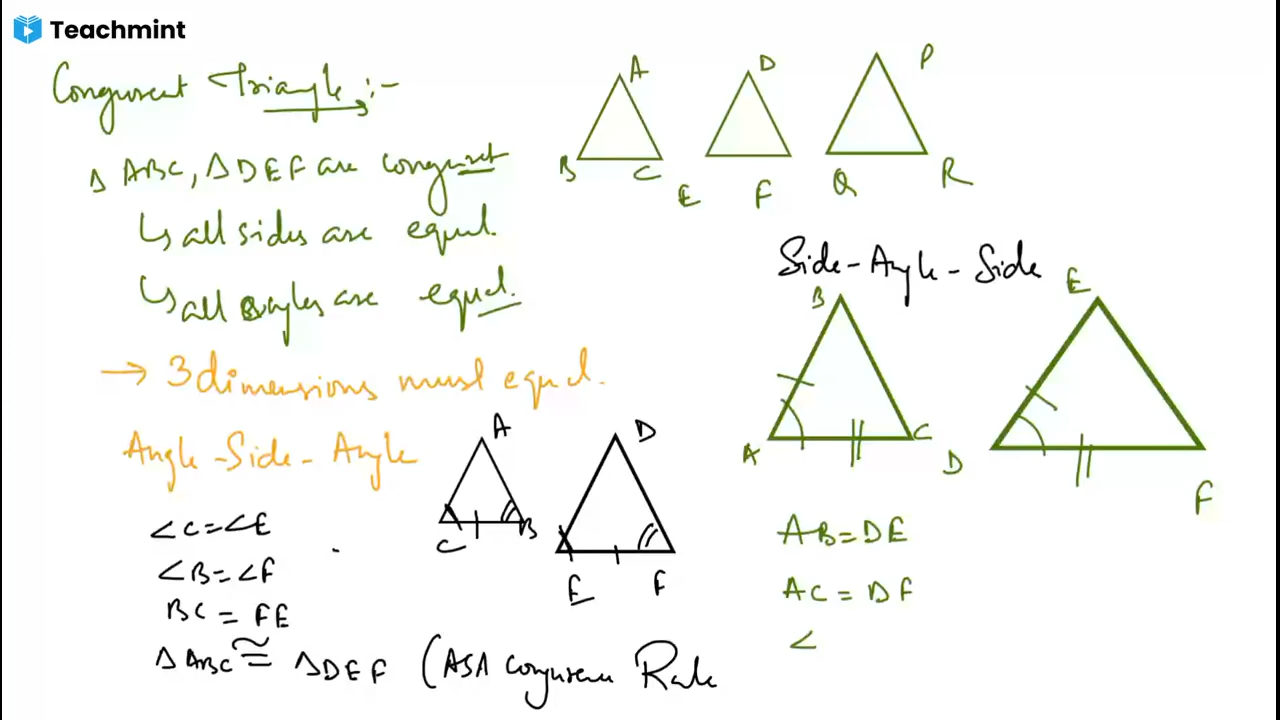 Teachmint
Congruent Triangle :-
A D P
B C E F Q R
Δ ABC, Δ DEF are congruent
↳ all sides are equal.
↳ all angles are equal.
→ 3 dimensions must equal.
Angle - Side - Angle
A D
C B E F
∠C = ∠E
∠B = ∠F
BC = FE
Δ ABC ≅ Δ DEF (ASA congruence Rule
Side - Angle - Side
B E
A C D F
AB = DE
AC = DF
∠